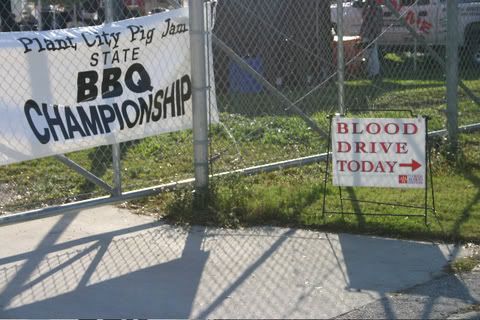 Plant City Pig Jam
STATE
BBQ
CHAMPIONSHIP
BLOOD
DRIVE
TODAY→